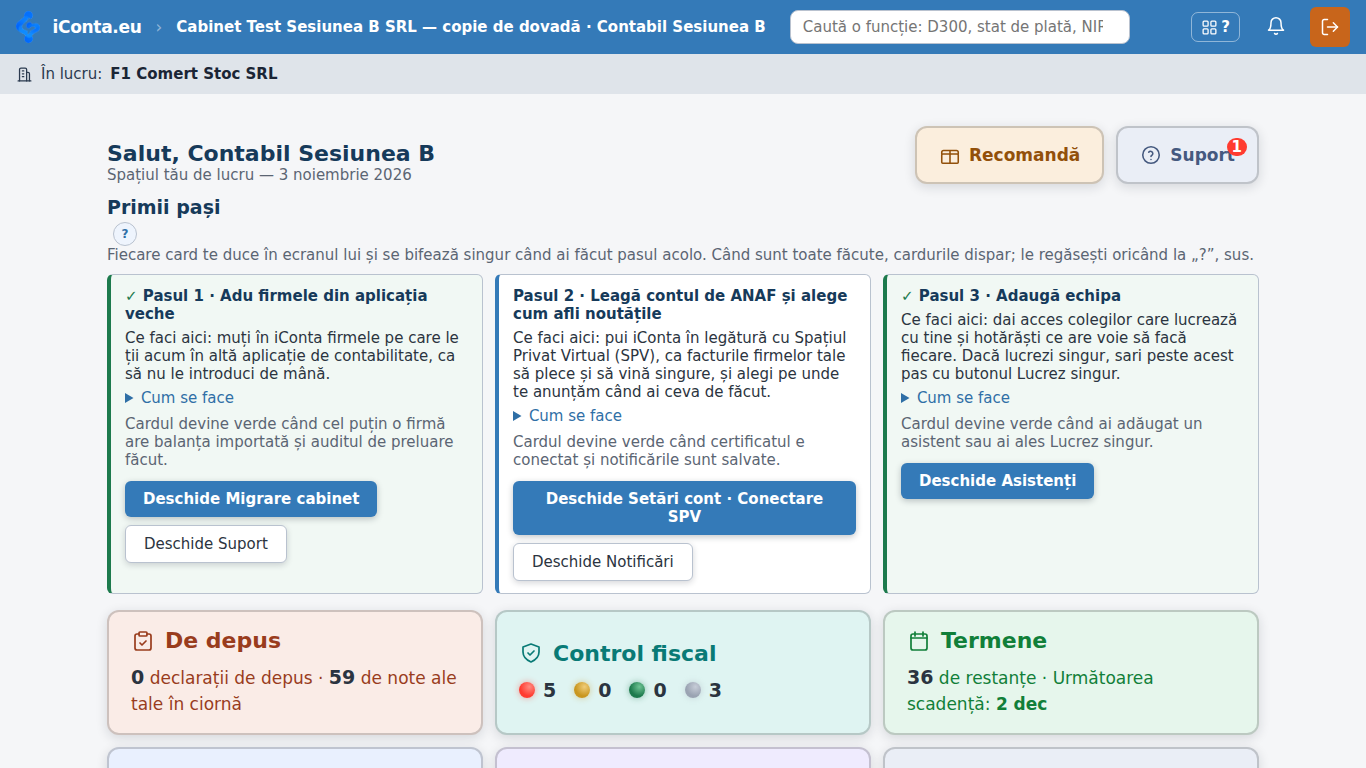 iConta.eu › Cabinet Test Sesiunea B SRL — copie de dovadă · Contabil Sesiunea B
Caută o funcție: D300, stat de plată, NIF
?
În lucru: F1 Comert Stoc SRL
Salut, Contabil Sesiunea B
Spațiul tău de lucru — 3 noiembrie 2026
Recomandă
Suport
1
Primii pași
?
Fiecare card te duce în ecranul lui și se bifează singur când ai făcut pasul acolo. Când sunt toate făcute, cardurile dispar; le regăsești oricând la „?”, sus.
✓ Pasul 1 · Adu firmele din aplicația
veche
Ce faci aici: muți în iConta firmele pe care le
ții acum în altă aplicație de contabilitate, ca
să nu le introduci de mână.
Cum se face
Cardul devine verde când cel puțin o firmă
are balanța importată și auditul de preluare
făcut.
Deschide Migrare cabinet
Deschide Suport
Pasul 2 · Leagă contul de ANAF și alege
cum afli noutățile
Ce faci aici: pui iConta în legătură cu Spațiul
Privat Virtual (SPV), ca facturile firmelor tale
să plece și să vină singure, și alegi pe unde
te anunțăm când ai ceva de făcut.
Cum se face
Cardul devine verde când certificatul e
conectat și notificările sunt salvate.
Deschide Setări cont · Conectare
SPV
Deschide Notificări
✓ Pasul 3 · Adaugă echipa
Ce faci aici: dai acces colegilor care lucrează
cu tine și hotărăști ce are voie să facă
fiecare. Dacă lucrezi singur, sari peste acest
pas cu butonul Lucrez singur.
Cum se face
Cardul devine verde când ai adăugat un
asistent sau ai ales Lucrez singur.
Deschide Asistenți
De depus
0 declarații de depus · 59 de note ale
tale în ciornă
Control fiscal
5 0 0 3
Termene
36 de restanțe · Următoarea
scadență: 2 dec